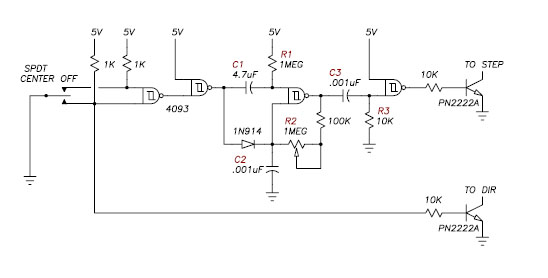 5V 5V 5V 5V 5V
SPDT
CENTER OFF
1K
1K
4093
C1
4.7uF
R1
1MEG
C3
.001uF
1N914
C2
.001uF
R2
1MEG
100K
R3
10K
10K
TO STEP
PN2222A
10K
TO DIR
PN2222A